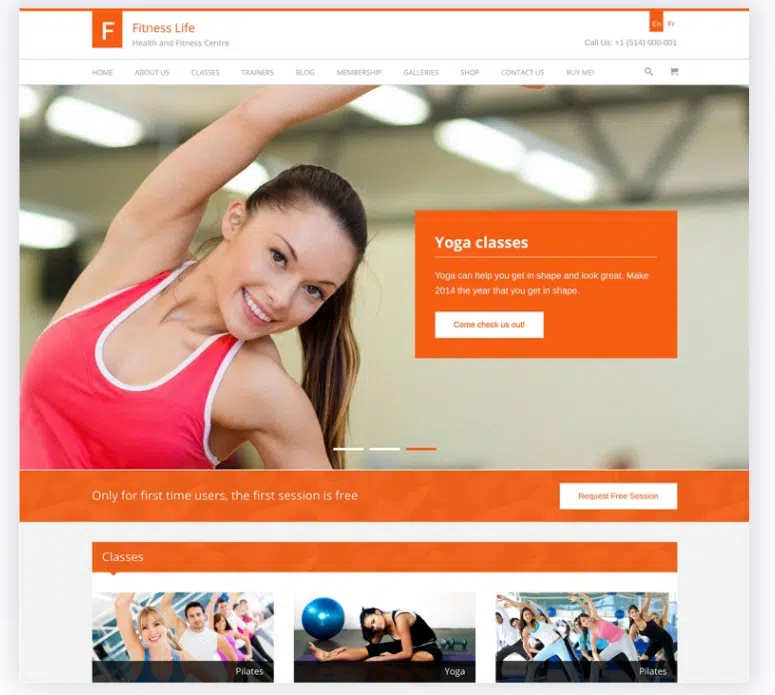 F
Fitness Life
Health and Fitness Centre
En Fr
Call Us: +1 (514) 000-001
HOME ABOUT US CLASSES TRAINERS BLOG MEMBERSHIP GALLERIES SHOP CONTACT US BUY ME!
Yoga classes
Yoga can help you get in shape and look great. Make
2014 the year that you get in shape.
Come check us out!
Only for first time users, the first session is free
Request Free Session
Classes
Pilates
Yoga
Pilates